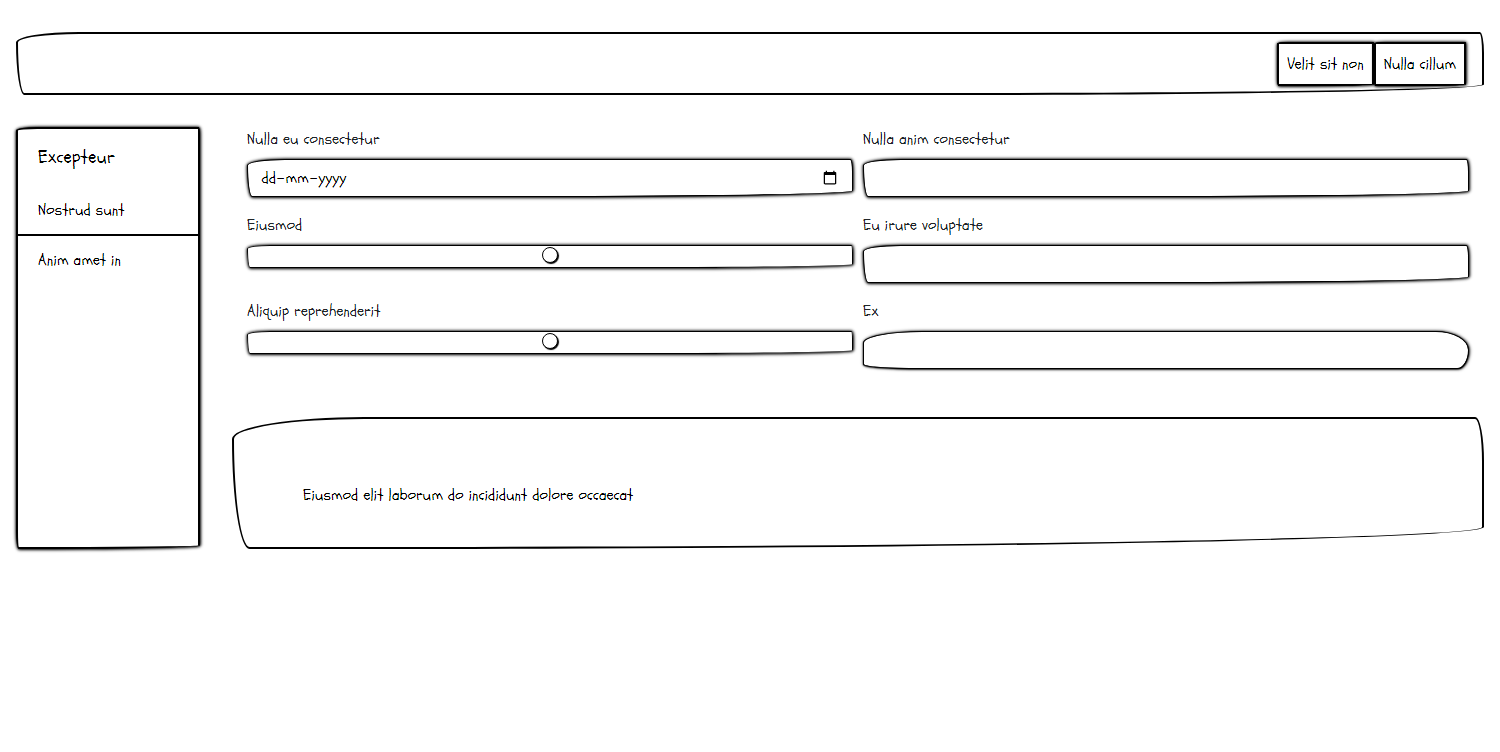 Velit sit non
Nulla cillum
Excepteur
Nostrud sunt
Anim amet in
Nulla eu consectetur
dd-mm-yyyy
Nulla anim consectetur
Eiusmod
Eu irure voluptate
Aliquip reprehenderit
Ex
Eiusmod elit laborum do incididunt dolore occaecat